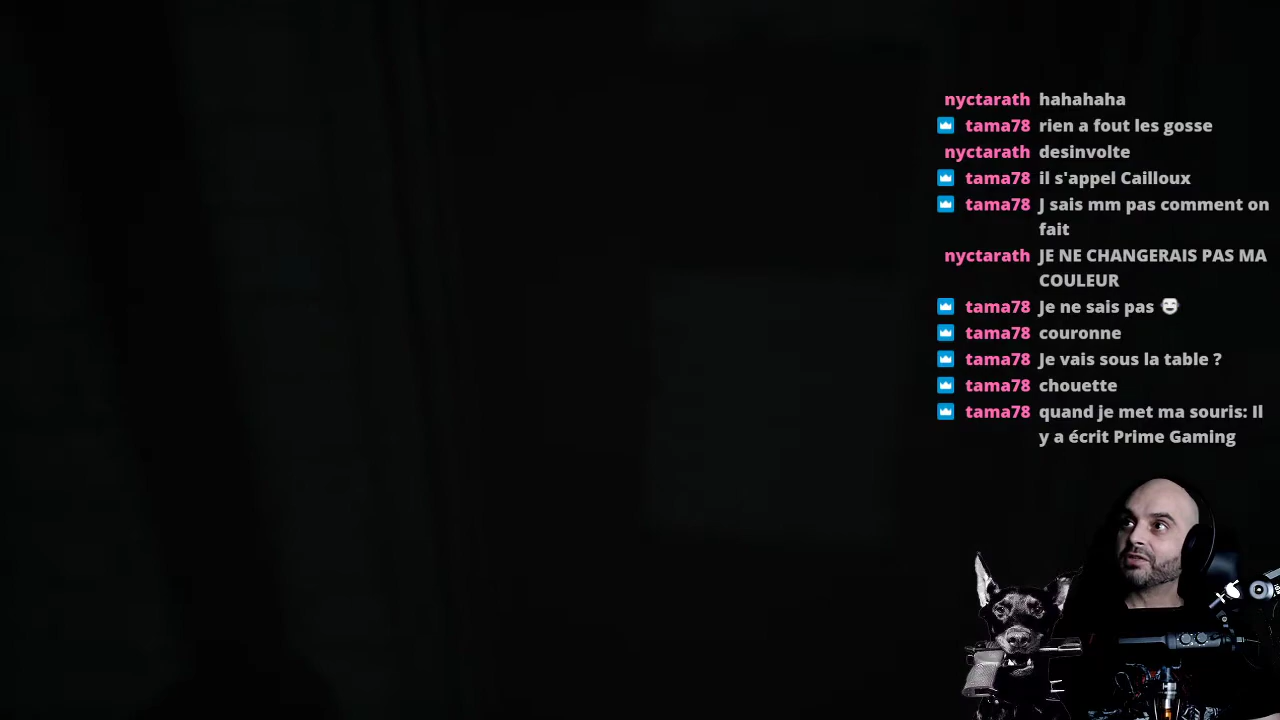 nyctarath hahahaha
tama78 rien a fout les gosse
nyctarath desinvolte
tama78 il s'appel Cailloux
tama78 J sais mm pas comment on
fait
nyctarath JE NE CHANGERAIS PAS MA
COULEUR
tama78 Je ne sais pas
tama78 couronne
tama78 Je vais sous la table ?
tama78 chouette
tama78 quand je met ma souris: Il
y a écrit Prime Gaming